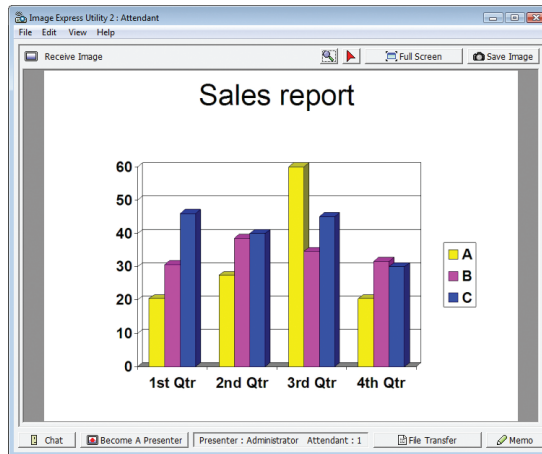 Image Express Utility 2 : Attendant
File Edit View Help
Receive Image Full Screen Save Image
Sales report
60
50
40
30
20
10
0
A
B
C
1st Qtr 2nd Qtr 3rd Qtr 4th Qtr
Chat Become A Presenter Presenter : Administrator Attendant : 1 File Transfer Memo